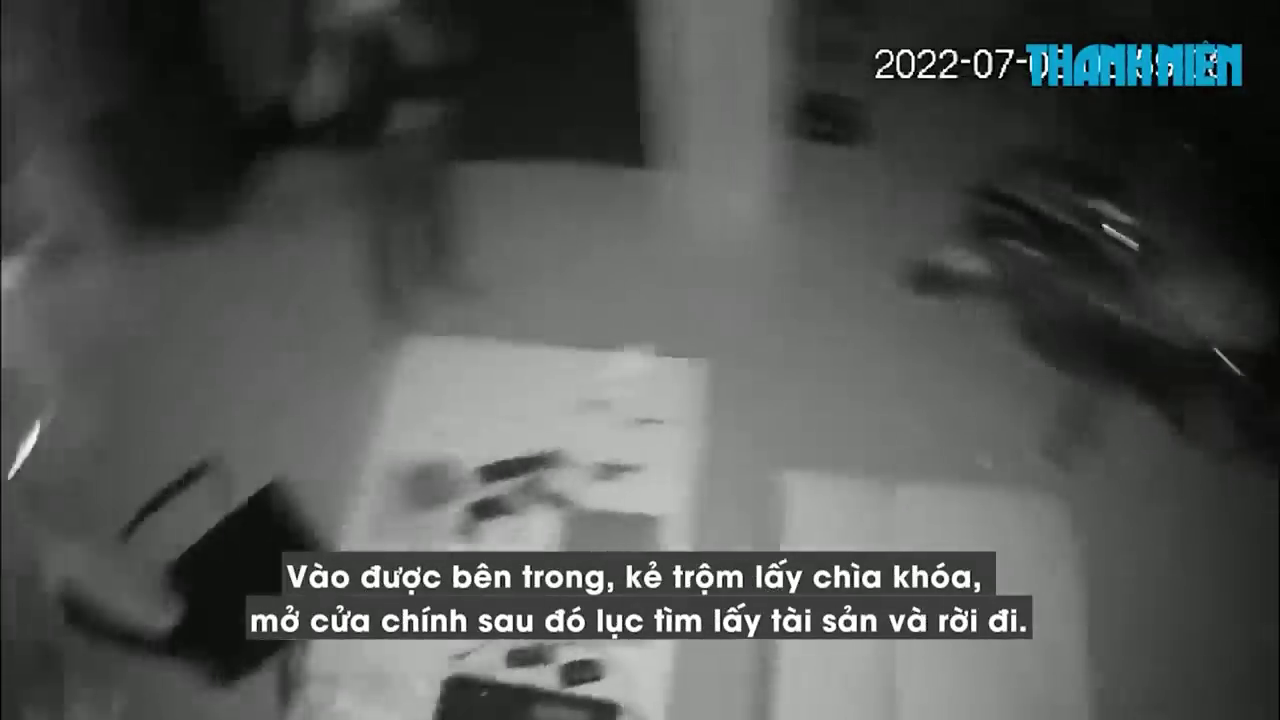 2022-07-0
THANH NIÊN
Vào được bên trong, kẻ trộm lấy chìa khóa,
mở cửa chính sau đó lục tìm lấy tài sản và rời đi.